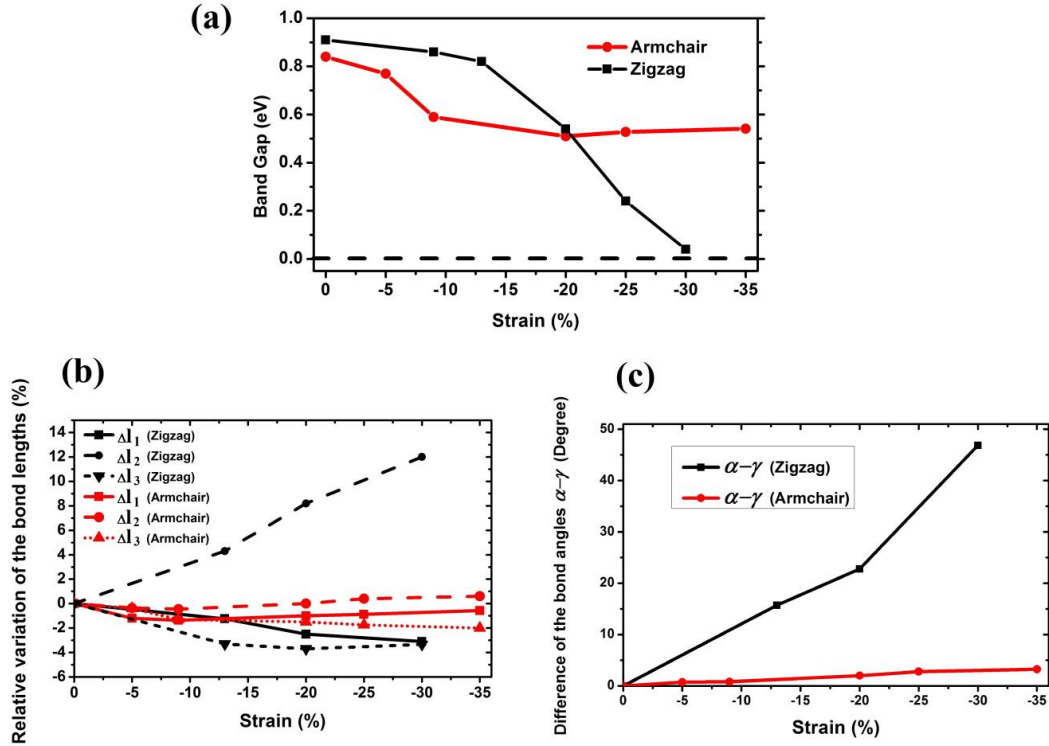 (a)
Band Gap (eV)
1.0
0.8
0.6
0.4
0.2
0.0
Armchair
Zigzag
0 -5 -10 -15 -20 -25 -30 -35
Strain (%)
(b)
Relative variation of the bond lengths (%)
14
12
10
8
6
4
2
0
-2
-4
-6
Δl1 (Zigzag)
Δl2 (Zigzag)
Δl3 (Zigzag)
Δl1 (Armchair)
Δl2 (Armchair)
Δl3 (Armchair)
0 -5 -10 -15 -20 -25 -30 -35
Strain (%)
(c)
Difference of the bond angles α−γ (Degree)
50
40
30
20
10
0
α−γ (Zigzag)
α−γ (Armchair)
0 -5 -10 -15 -20 -25 -30 -35
Strain (%)